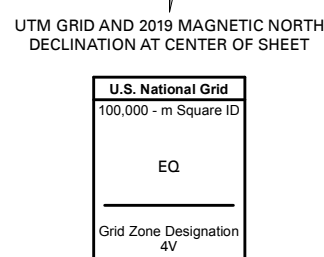 UTM GRID AND 2019 MAGNETIC NORTH
DECLINATION AT CENTER OF SHEET
U.S. National Grid
100,000 - m Square ID
EQ
Grid Zone Designation
4V